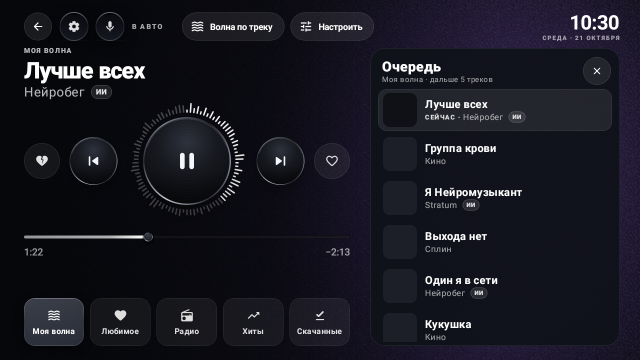 В АВТО
Волна по треку
Настроить
10:30
СРЕДА · 21 ОКТЯБРЯ
МОЯ ВОЛНА
Лучше всех
Нейробег ИИ
1:22
−2:13
Моя волна
Любимое
Радио
Хиты
Скачанные
Очередь
Моя волна · дальше 5 треков
Лучше всех
СЕЙЧАС · Нейробег ИИ
Группа крови
Кино
Я Нейромузыкант
Stratum ИИ
Выхода нет
Сплин
Один я в сети
Нейробег ИИ
Кукушка
Кино